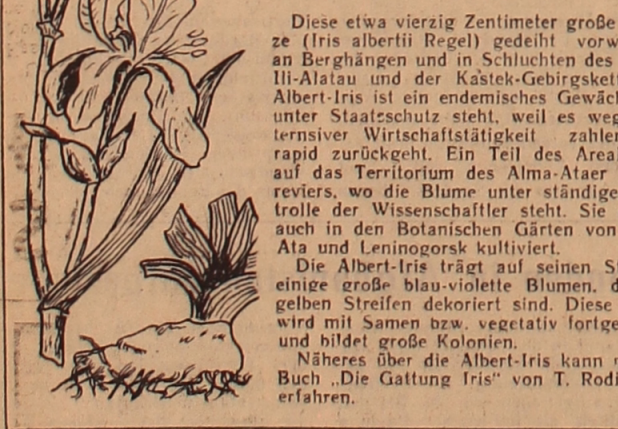 Diese etwa vierzig Zentimeter große
ze (Iris albertii Regel) gedeiht vorw
an Berghängen und in Schluchten des
Ili-Alatau und der Kastek-Gebirgsket
Albert-Iris ist ein endemisches Gewäc
unter Staatsschutz steht, weil es weg
ternsiver Wirtschaftstätigkeit zahlen
rapid zurückgeht. Ein Teil des Area
auf das Territorium des Alma-Ataer
reviers, wo die Blume unter ständige
trolle der Wissenschaftler steht. Sie
auch in den Botanischen Gärten von
Ata und Leninogorsk kultiviert.
Die Albert-Iris trägt auf seinen S
einige große blau-violette Blumen, d
gelben Streifen dekoriert sind. Diese
wird mit Samen bzw. vegetativ fortge
und bildet große Kolonien.
Näheres über die Albert-Iris kann
Buch „Die Gattung Iris" von T. Rodi
erfahren.